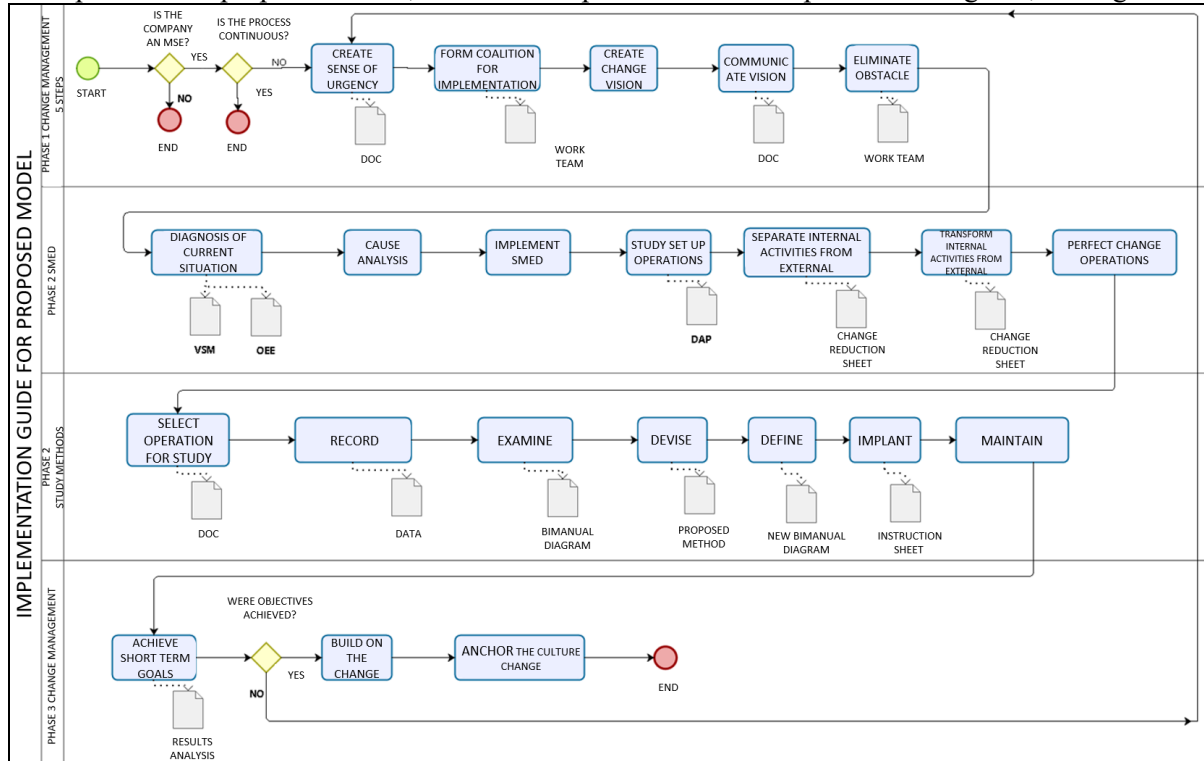 IMPLEMENTATION GUIDE FOR PROPOSED MODEL
PHASE 1 CHANGE MANAGEMENT
5 STEPS
START
IS THE
COMPANY
AN MSE?
YES
NO
END
IS THE PROCESS
CONTINUOUS?
NO
YES
END
CREATE
SENSE OF
URGENCY
DOC
FORM COALITION
FOR
IMPLEMENTATION
WORK
TEAM
CREATE
CHANGE
VISION
COMMUNIC
ATE VISION
DOC
ELIMINATE
OBSTACLE
WORK TEAM
PHASE 2 SMED
DIAGNOSIS OF
CURRENT
SITUATION
VSM
OEE
CAUSE
ANALYSIS
IMPLEMENT
SMED
STUDY SET UP
OPERATIONS
DAP
SEPARATE INTERNAL
ACTIVITIES FROM
EXTERNAL
CHANGE
REDUCTION
SHEET
TRANSFORM
INTERNAL
ACTIVITIES FROM
EXTERNAL
CHANGE
REDUCTION
SHEET
PERFECT CHANGE
OPERATIONS
PHASE 2
STUDY METHODS
SELECT
OPERATION
FOR STUDY
DOC
RECORD
DATA
EXAMINE
BIMANUAL
DIAGRAM
DEVISE
PROPOSED
METHOD
DEFINE
NEW BIMANUAL
DIAGRAM
IMPLANT
INSTRUCTION
SHEET
MAINTAIN
PHASE 3 CHANGE MANAGEMENT
ACHIEVE
SHORT TERM
GOALS
RESULTS
ANALYSIS
WERE OBJECTIVES
ACHIEVED?
YES
NO
BUILD ON
THE
CHANGE
ANCHOR THE CULTURE
CHANGE
END